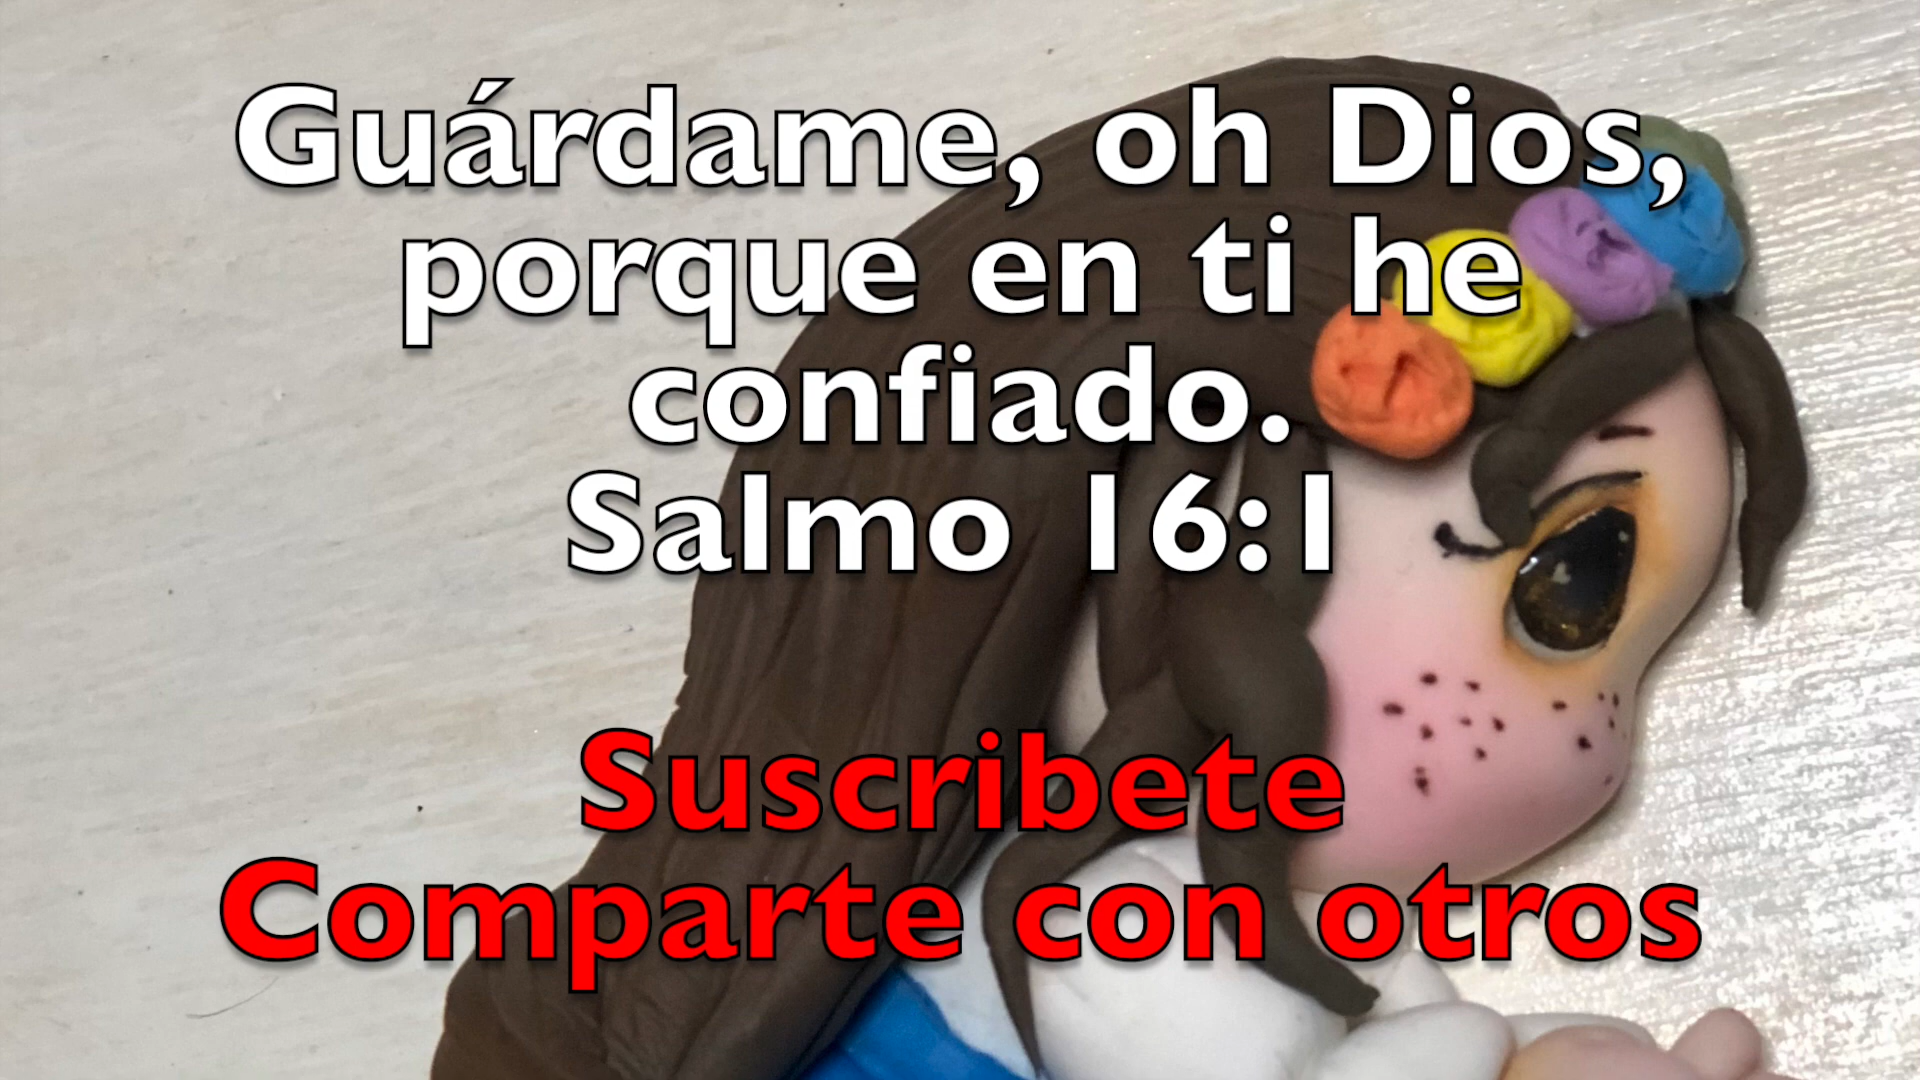 Guárdame, oh Dios,
porque en ti he
confiado.
Salmo 16:1
Suscribete
Comparte con otros